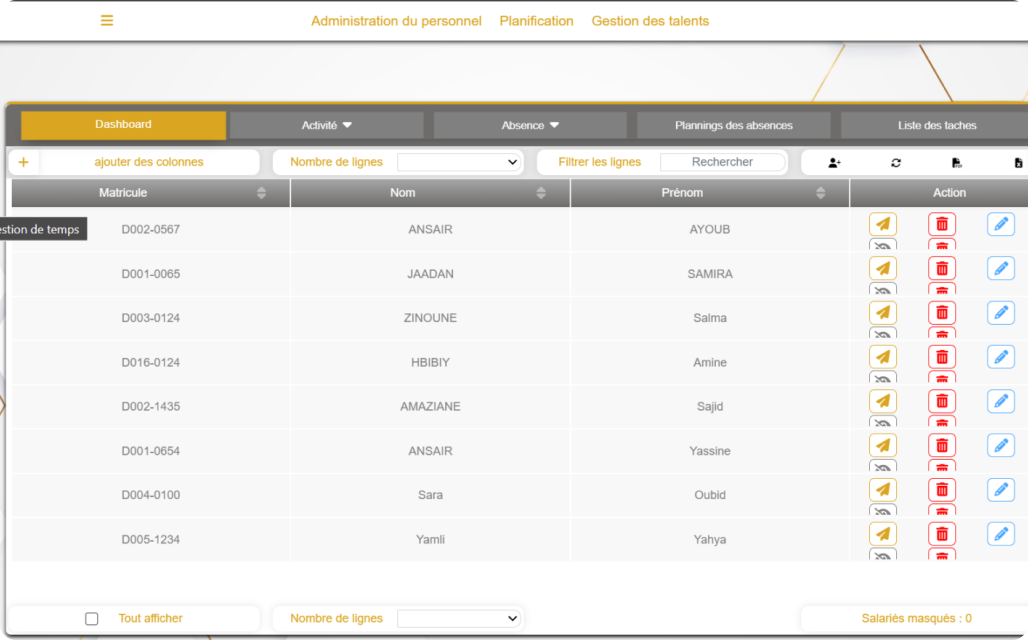 Administration du personnel Planification Gestion des talents
Dashboard Activité Absence Plannings des absences Liste des taches
+ ajouter des colonnes Nombre de lignes Filtrer les lignes Rechercher
Matricule Nom Prénom Action
estion de temps
D002-0567 ANSAIR AYOUB
D001-0065 JAADAN SAMIRA
D003-0124 ZINOUNE Salma
D016-0124 HBIBIY Amine
D002-1435 AMAZIANE Sajid
D001-0654 ANSAIR Yassine
D004-0100 Sara Oubid
D005-1234 Yamli Yahya
Tout afficher Nombre de lignes Salariés masqués : 0